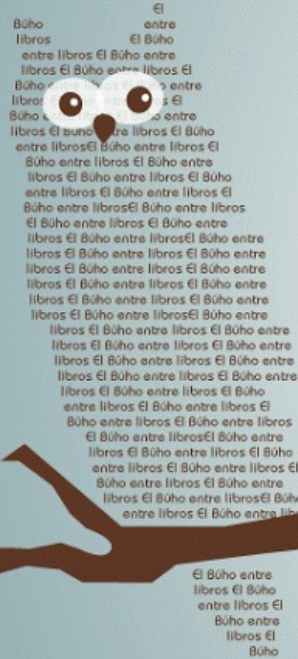 El
Búho entre
libros El Búho
entre libros El Búho entre
libros El Búho entre libros El
Búho entre libros
libros El
Búho entre
libros El Búho entre libros El Búho
entre librosEl Búho entre libros El
Búho entre libros El Búho entre
libros El Búho entre libros El Búho
entre libros El Búho entre libros El
Búho entre librosEl Búho entre libros
El Búho entre libros El Búho entre
libros El Búho entre librosEl Búho entre
libros El Búho entre libros El Búho entre
libros El Búho entre libros El Búho entre
libros El Búho entre libros El Búho entre
libros El Búho entre libros El Búho entre
libros El Búho entre librosEl Búho entre
libros El Búho entre libros El Búho entre
libros El Búho entre libros El Búho entre
libros El Búho entre libros El Búho entre
libros El Búho entre libros El Búho entre
libros El Búho entre libros El Búho
entre libros El Búho entre libros El
Búho entre libros El Búho entre libros
El Búho entre librosEl Búho entre
libros El Búho entre libros El Búho
entre libros El Búho entre libros El
Búho entre libros El Búho entre
libros El Búho entre librosEl Búho
entre libros El Búho entre
El Búho entre
libros El Búho
entre libros El
Búho entre
libros El
Búho